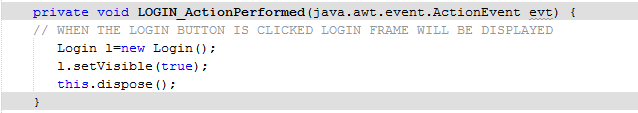 private void LOGIN_ActionPerformed(java.awt.event.ActionEvent evt) {
// WHEN THE LOGIN BUTTON IS CLICKED LOGIN FRAME WILL BE DISPLAYED
Login l=new Login();
l.setVisible(true);
this.dispose();
}